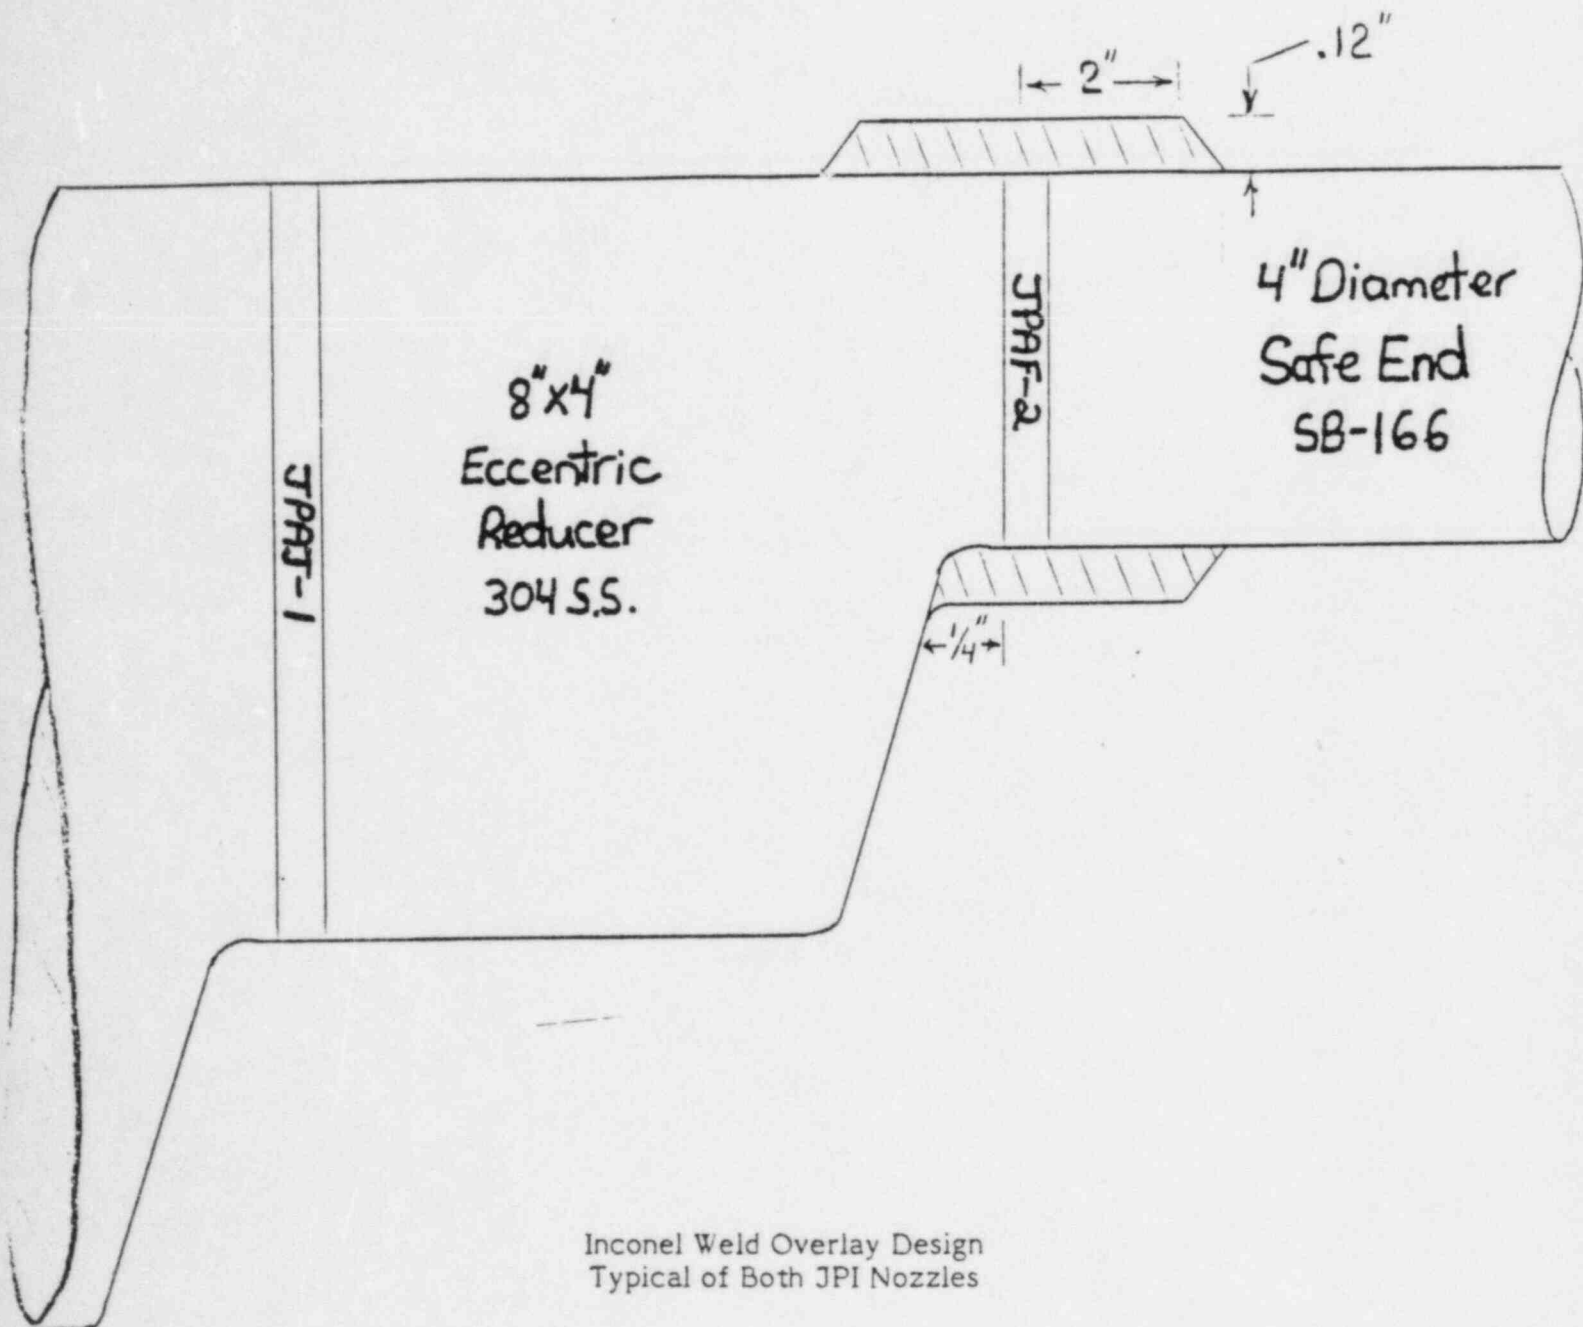 .12"
2"
4" Diameter
Safe End
SB-166
JPAF-2
8"x4"
Eccentric
Reducer
304 S.S.
JPAJ-1
1/4"
Inconel Weld Overlay Design
Typical of Both JPI Nozzles